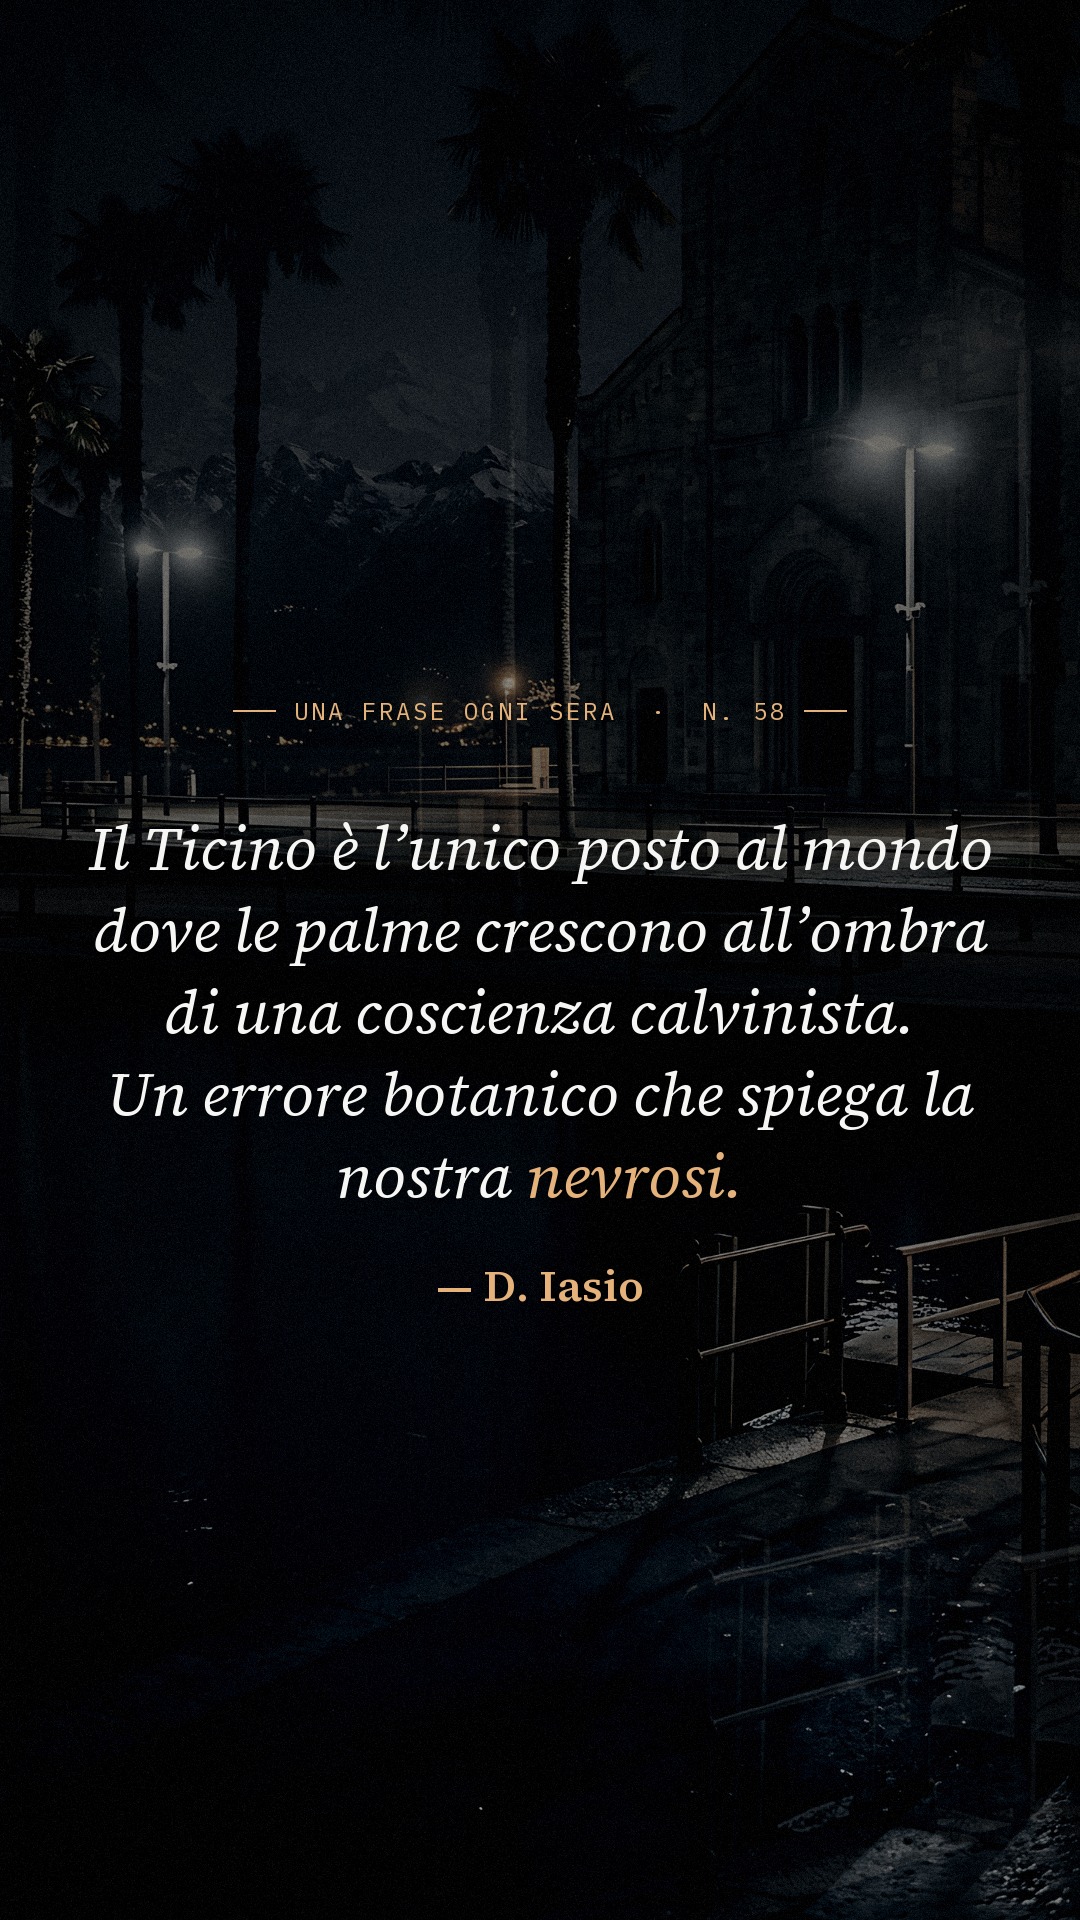 UNA FRASE OGNI SERA · N. 58
Il Ticino è l’unico posto al mondo
dove le palme crescono all’ombra
di una coscienza calvinista.
Un errore botanico che spiega la
nostra nevrosi.
— D. Iasio